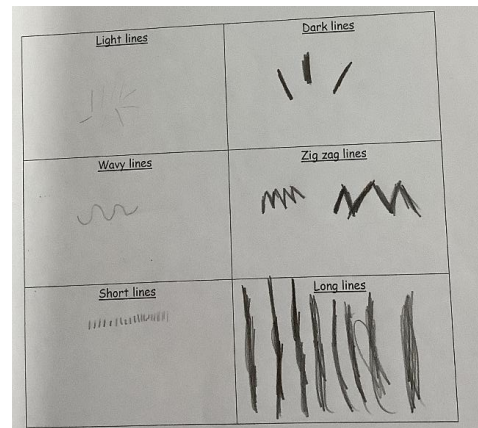 Light lines
Dark lines
Wavy lines
Zig zag lines
Short lines
Long lines